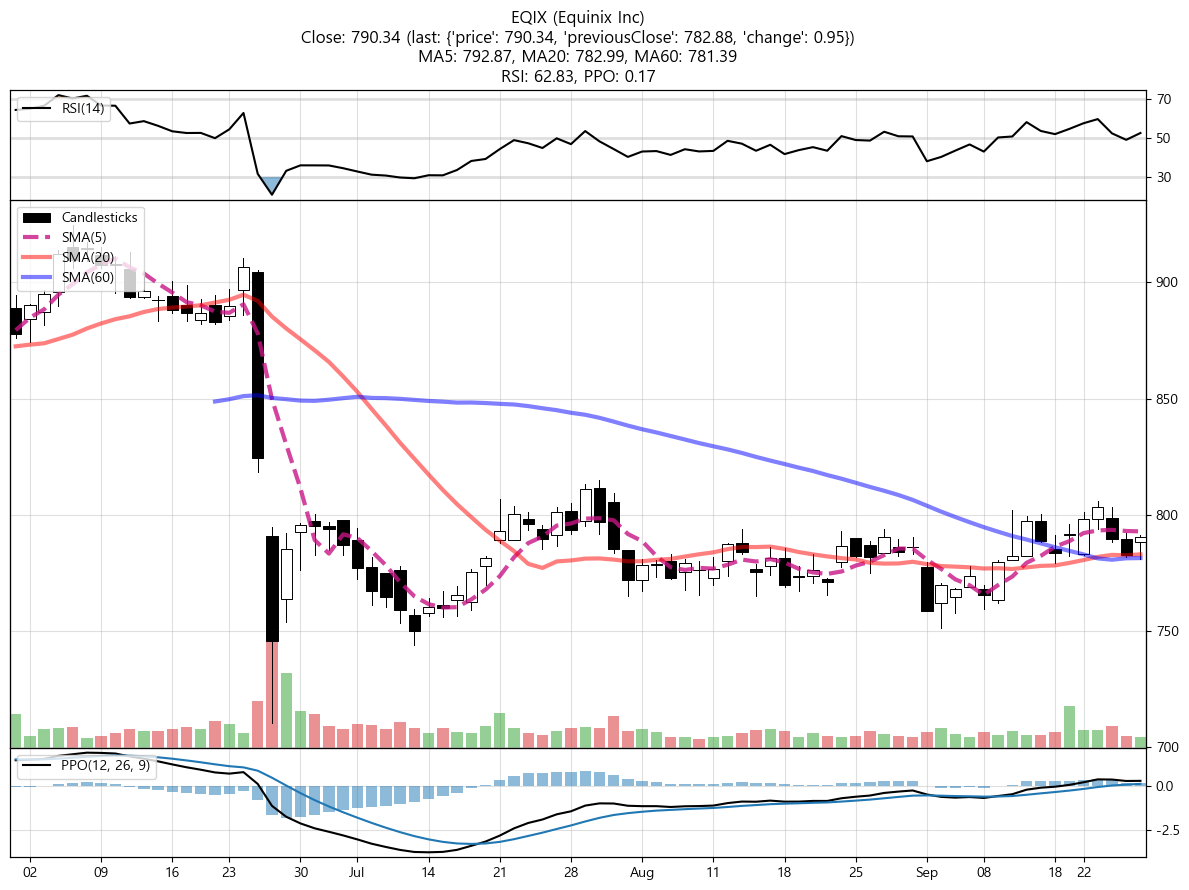 EQIX (Equinix Inc)
Close: 790.34 (last: {'price': 790.34, 'previousClose': 782.88, 'change': 0.95})
MA5: 792.87, MA20: 782.99, MA60: 781.39
RSI: 62.83, PPO: 0.17
RSI(14)
70
50
30
Candlesticks
SMA(5)
SMA(20)
SMA(60)
900
850
800
750
700
PPO(12, 26, 9)
0.0
-2.5
02 09 16 23 30 Jul 14 21 28 Aug 11 18 25 Sep 08 18 22